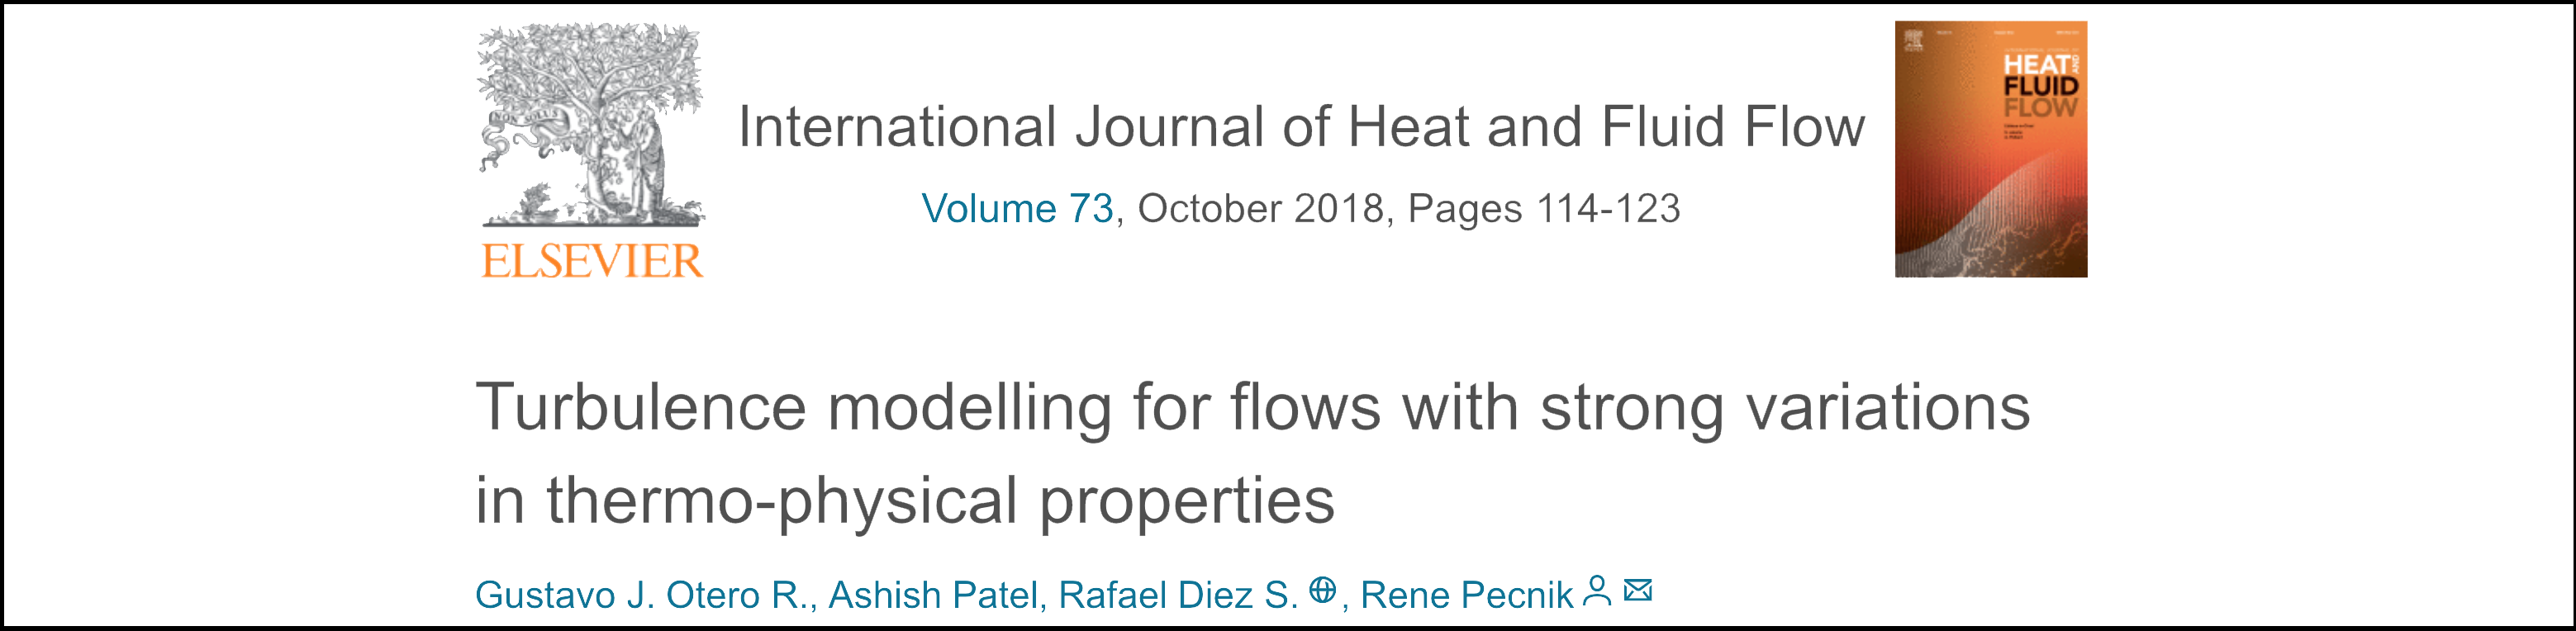 NON SOLUS
ELSEVIER
International Journal of Heat and Fluid Flow
Volume 73, October 2018, Pages 114-123
HEAT AND
FLUID
FLOW
Turbulence modelling for flows with strong variations
in thermo-physical properties
Gustavo J. Otero R., Ashish Patel, Rafael Diez S. , Rene Pecnik